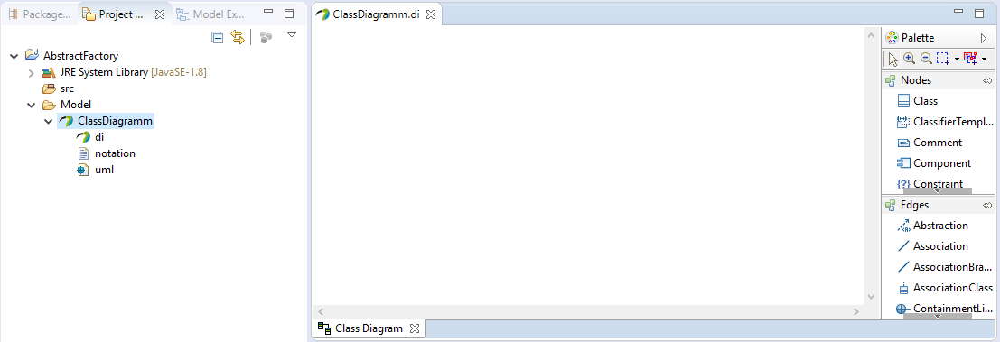 Package...
Project ...
Model Ex...
AbstractFactory
JRE System Library [JavaSE-1.8]
src
Model
ClassDiagramm
di
notation
uml
ClassDiagramm.di
Class Diagram
Palette
Nodes
Class
ClassifierTempl...
Comment
Component
{?} Constraint
Edges
Abstraction
Association
AssociationBra...
AssociationClass
ContainmentLi...